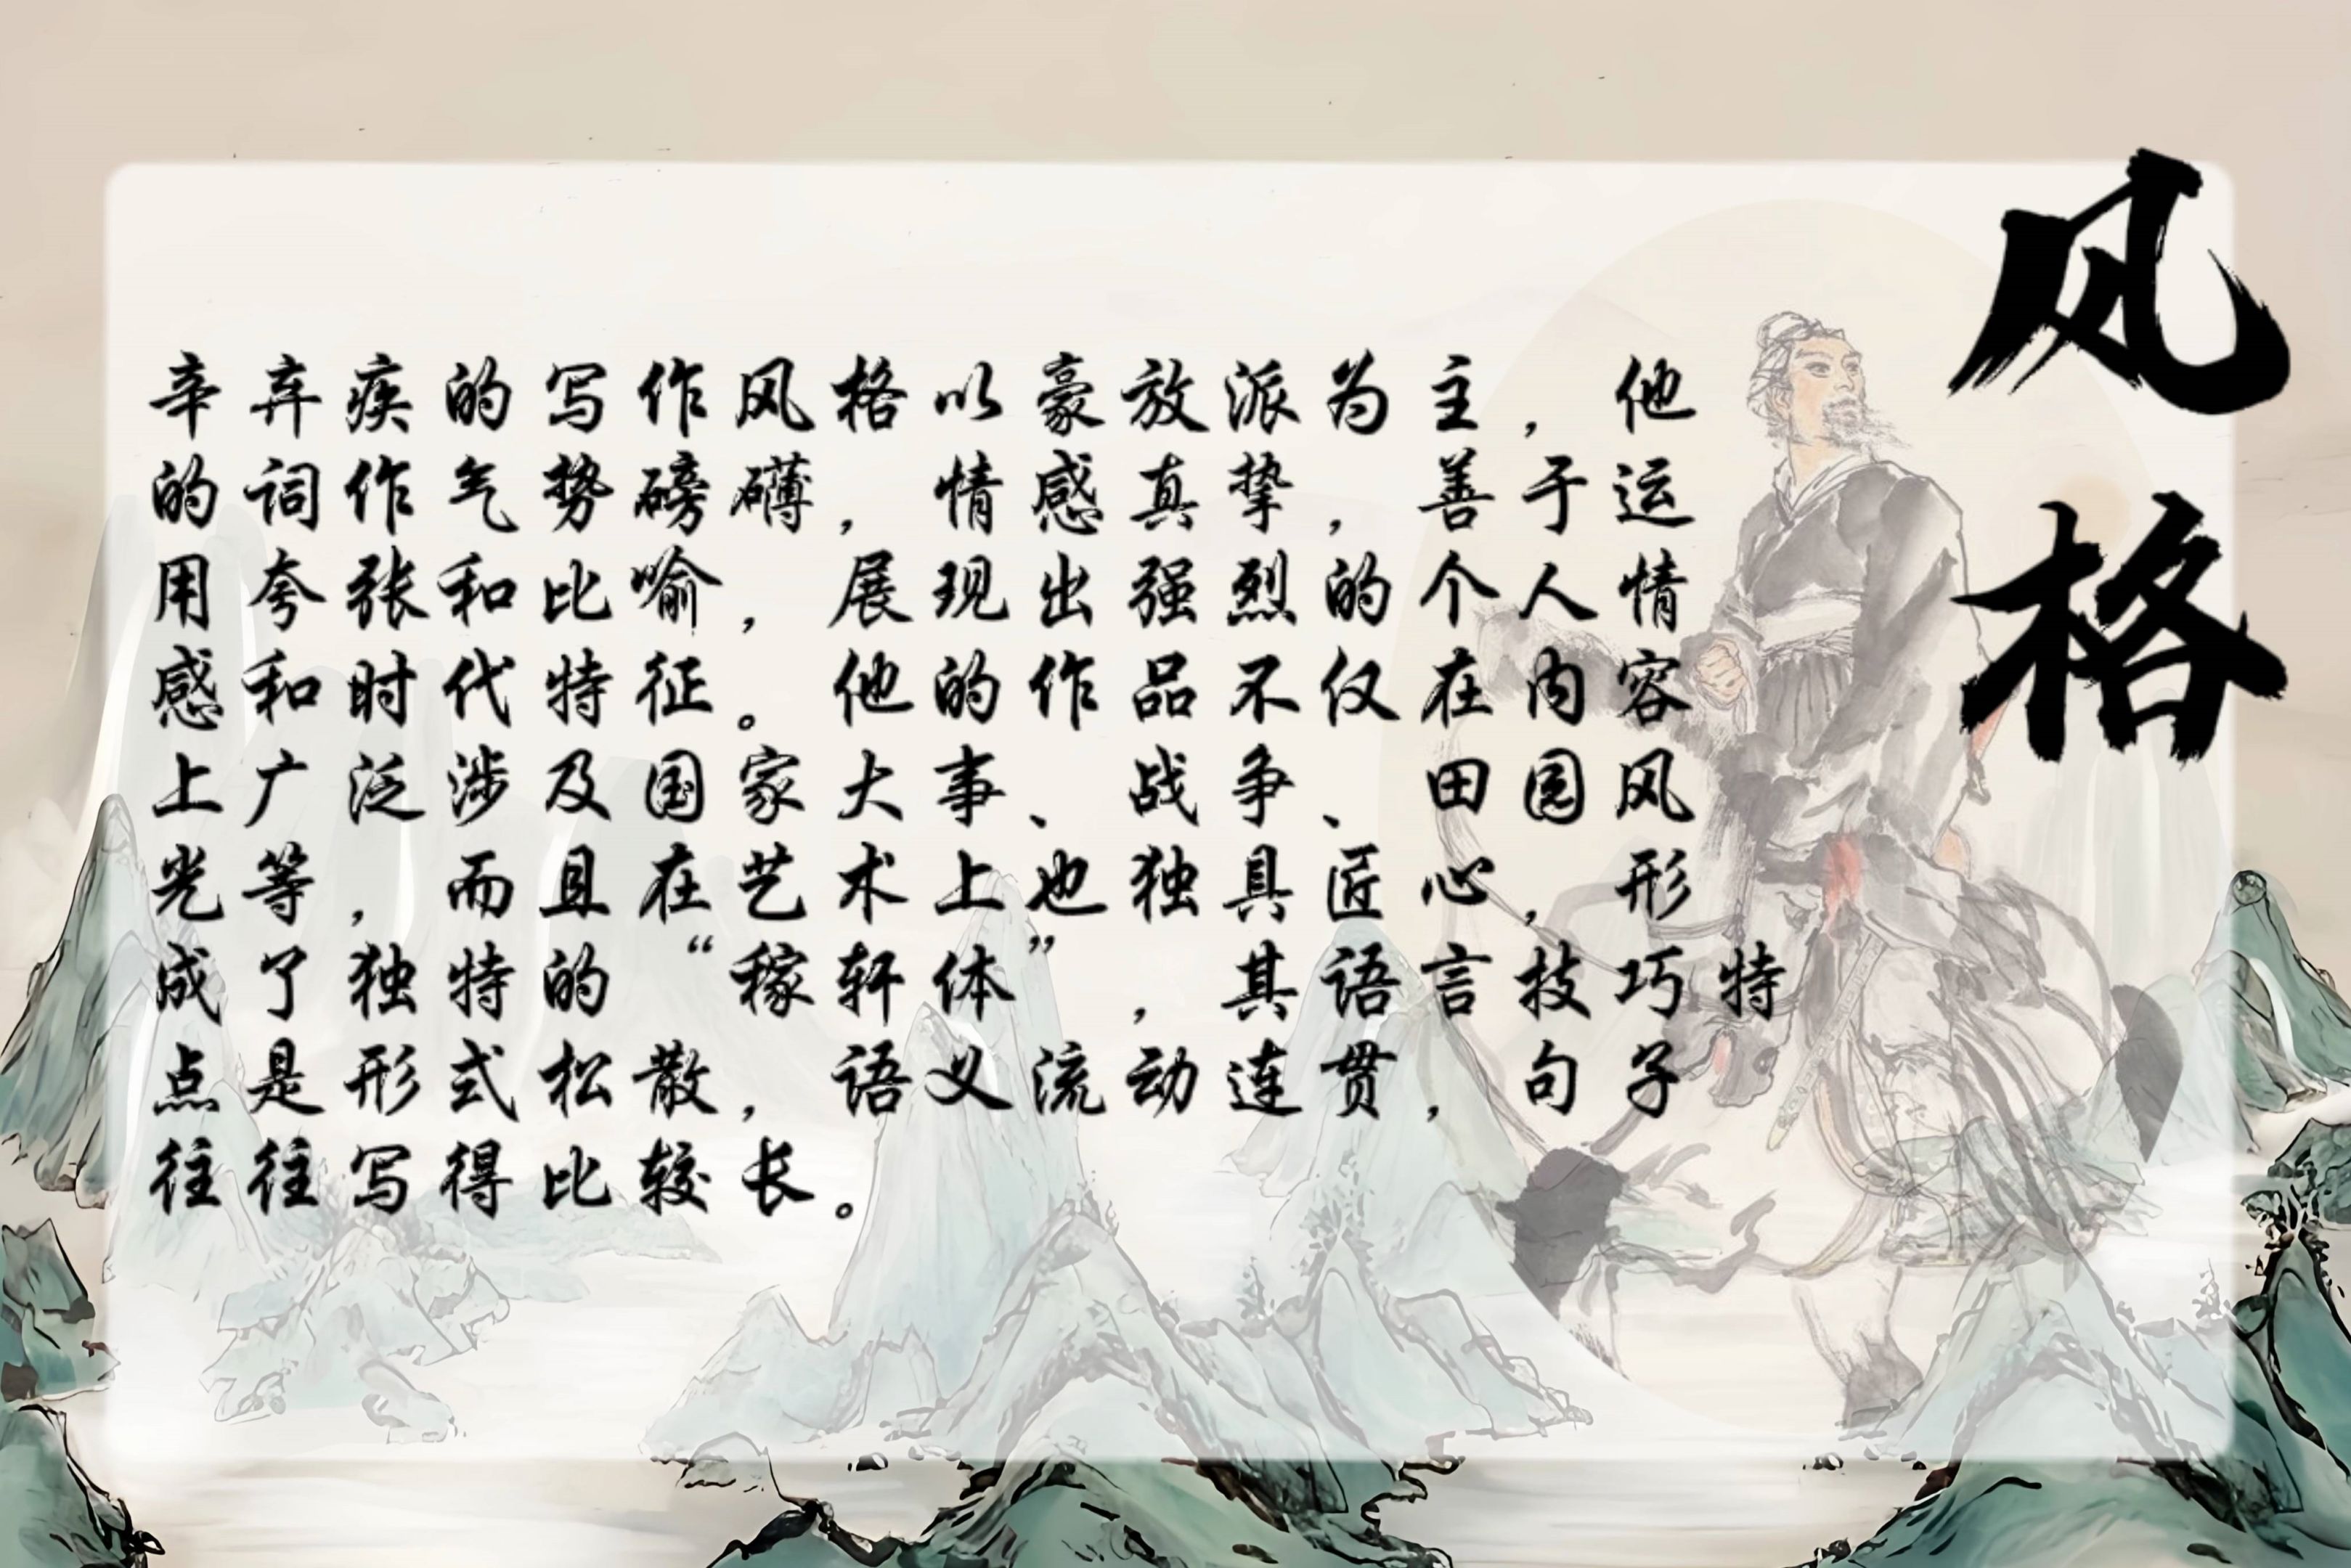 风格
辛弃疾的写作风格以豪放派为主，他
的词作气势磅礴，情感真挚，善于运
用夸张和比喻，展现出强烈的个人情
感和时代特征。他的作品不仅在内容
上广泛涉及国家大事、战争、田园风
光等，而且在艺术上也独具匠心，形
成了独特的“稼轩体”，其语言技巧特
点是形式松散，语义流动连贯，句子
往往写得比较长。